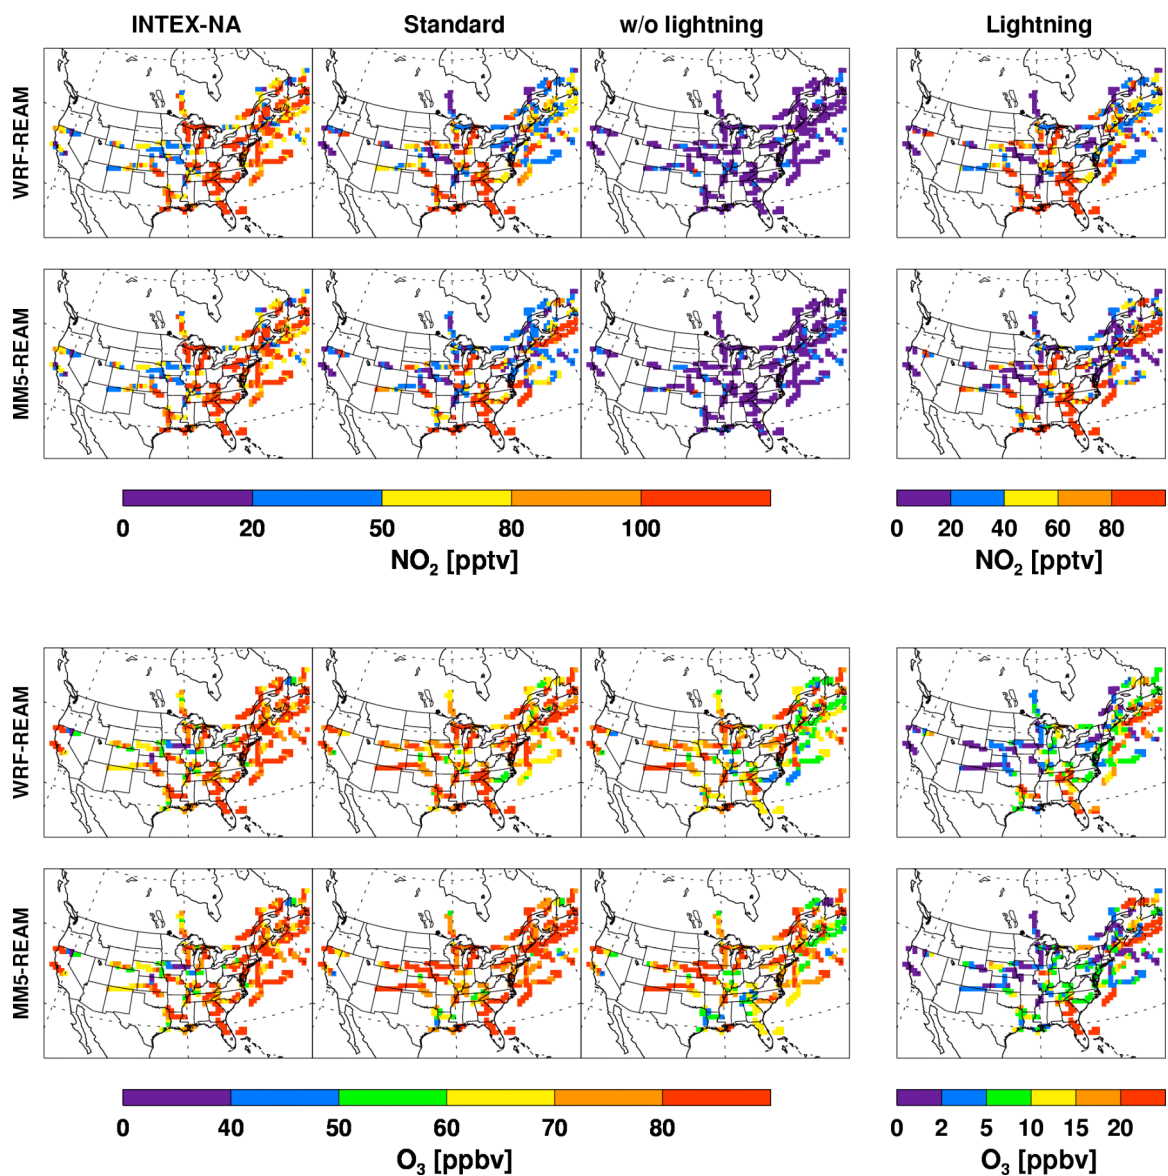 INTEX-NA Standard w/o lightning Lightning
WRF-REAM
MM5-REAM
0 20 50 80 100
NO₂ [pptv]
0 20 40 60 80
NO₂ [pptv]
WRF-REAM
MM5-REAM
0 40 50 60 70 80
O₃ [ppbv]
0 2 5 10 15 20
O₃ [ppbv]